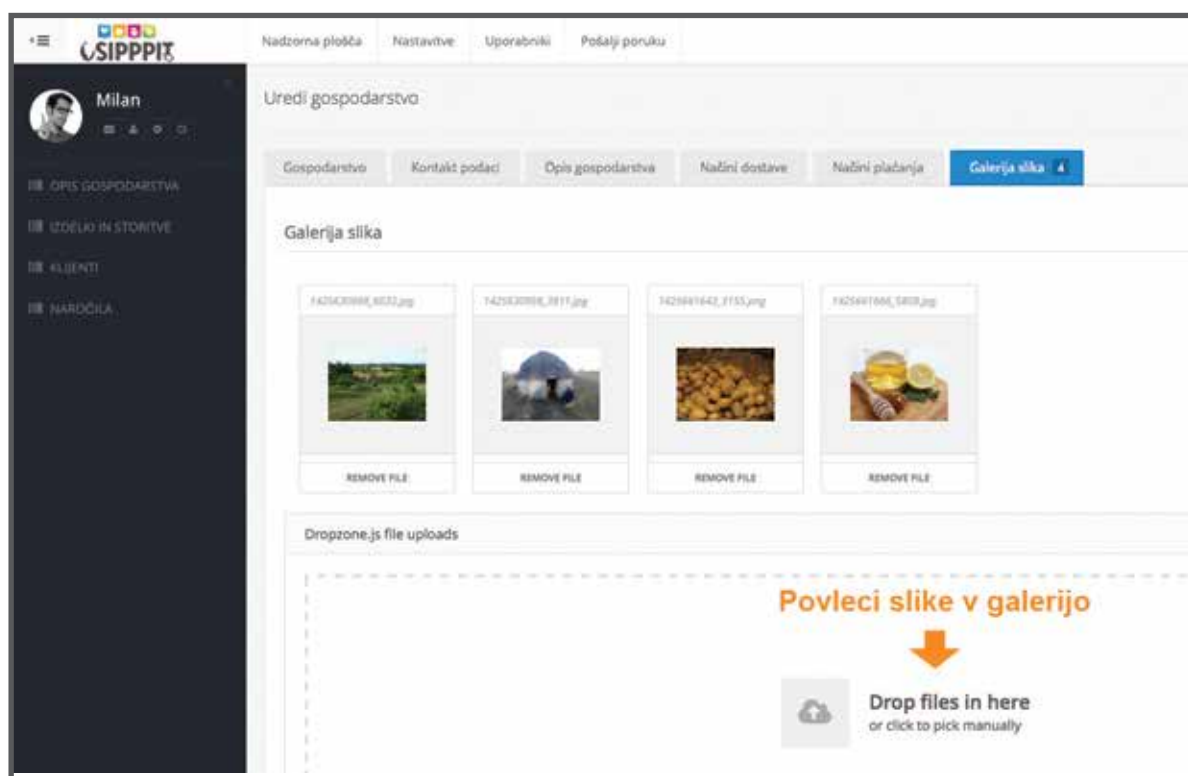 SIPPPIT
Nadzorna plošča Nastavitve Uporabniki Pošalji poruku
Milan
Uredi gospodarstvo
Gospodarstvo Kontakt podaci Opis gospodarstva Načini dostave Načini plaćanja Galerija slika 4
OPIS GOSPODARSTVA
IZDELKI IN STORITVE
KLIJENTI
NAROČILA
Galerija slika
REMOVE FILE REMOVE FILE REMOVE FILE REMOVE FILE
Dropzone.js file uploads
Povleci slike v galerijo
Drop files in here
or click to pick manually